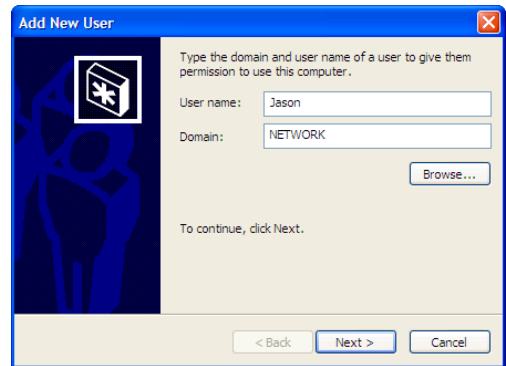 Add New User
Type the domain and user name of a user to give them
permission to use this computer.
User name: Jason
Domain: NETWORK
Browse...
To continue, click Next.
< Back Next > Cancel